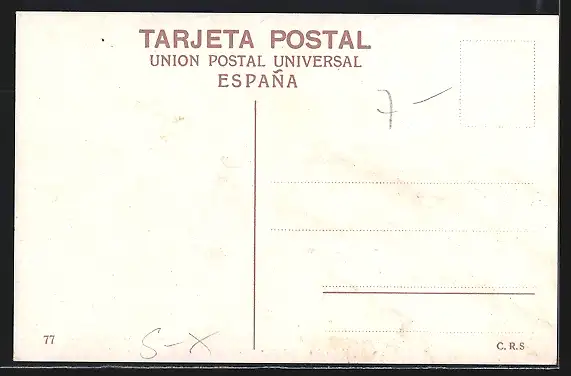 TARJETA POSTAL
UNION POSTAL UNIVERSAL
ESPAÑA
7 —
77
S-X
C. R. S